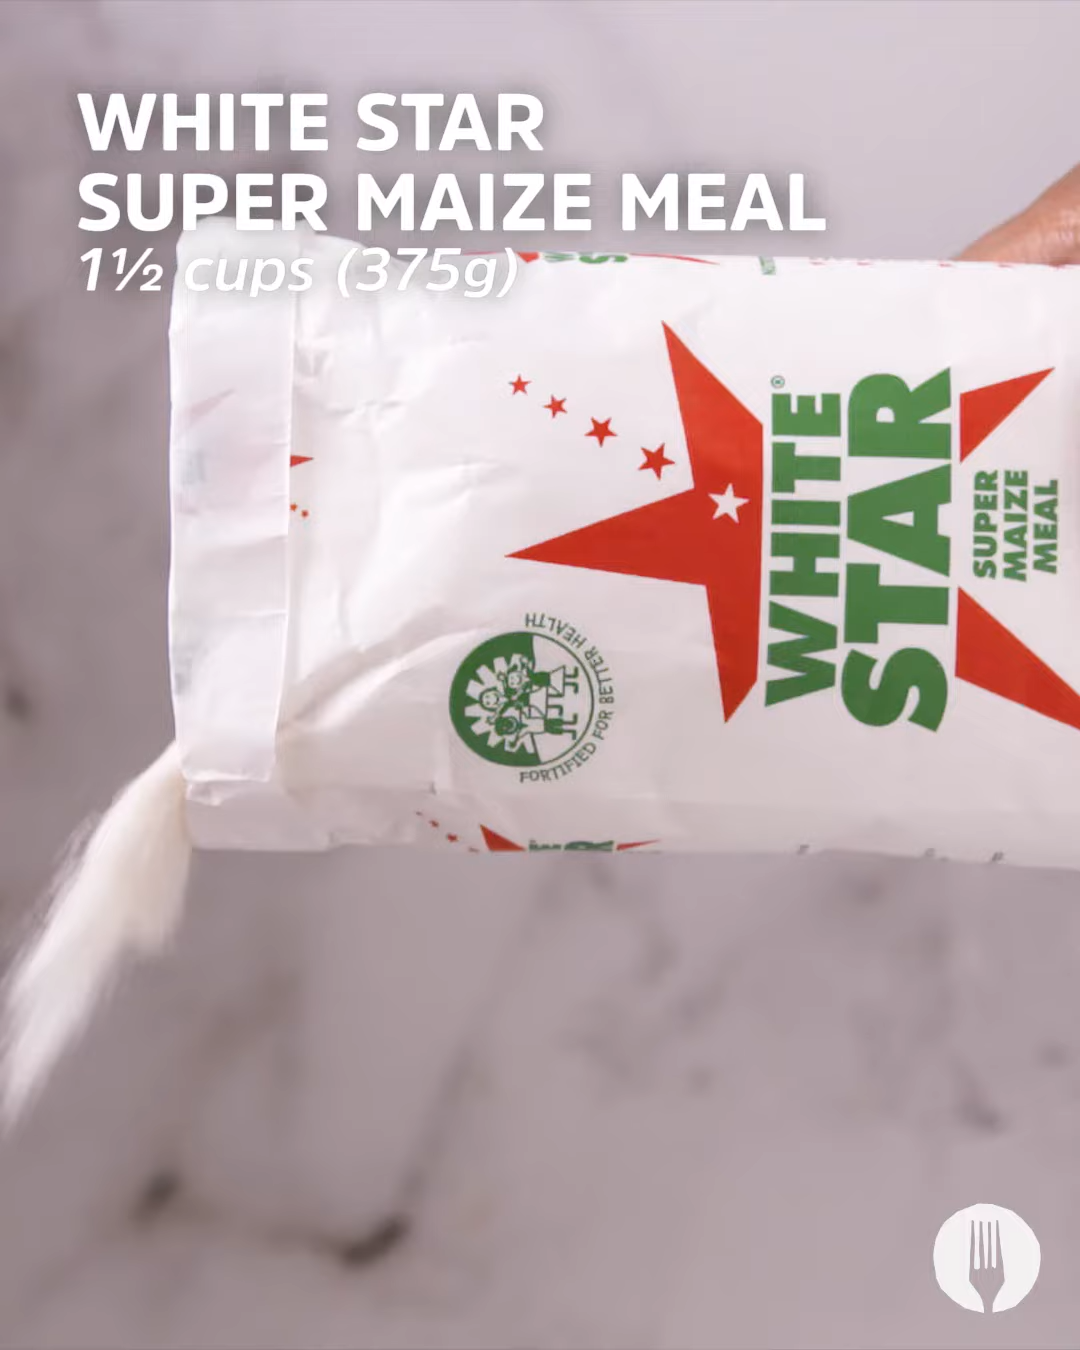 WHITE STAR
SUPER MAIZE MEAL
1½ cups (375g)
WHITE
STAR
SUPER
MAIZE
MEAL
FORTIFIED FOR BETTER HEALTH